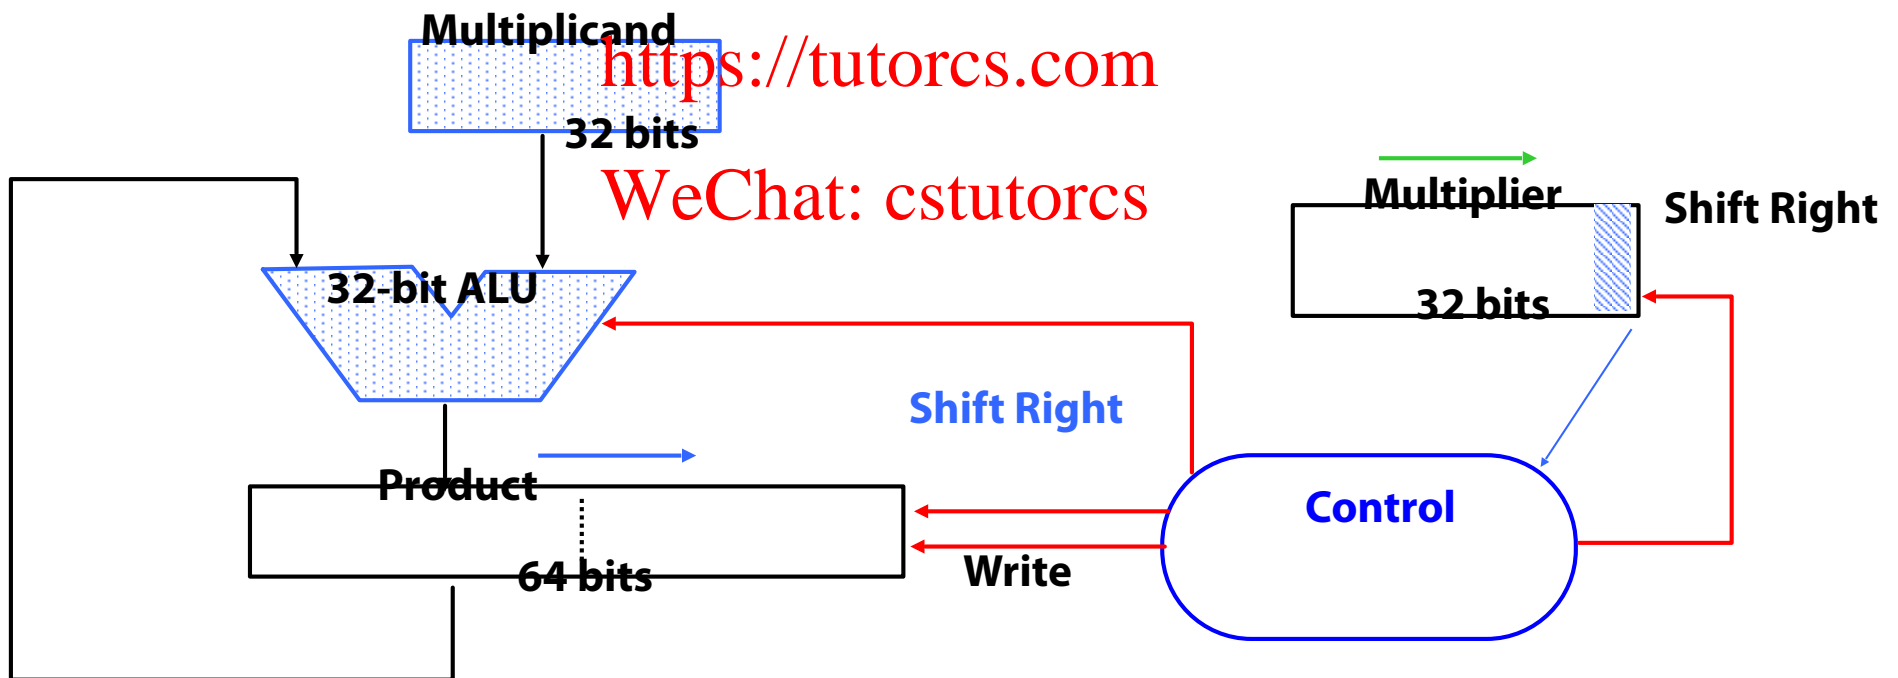 Multiplicand
https://tutorcs.com
32 bits
WeChat: cstutorcs
Multiplier
Shift Right
32-bit ALU
32 bits
Shift Right
Product
Control
Write
64 bits